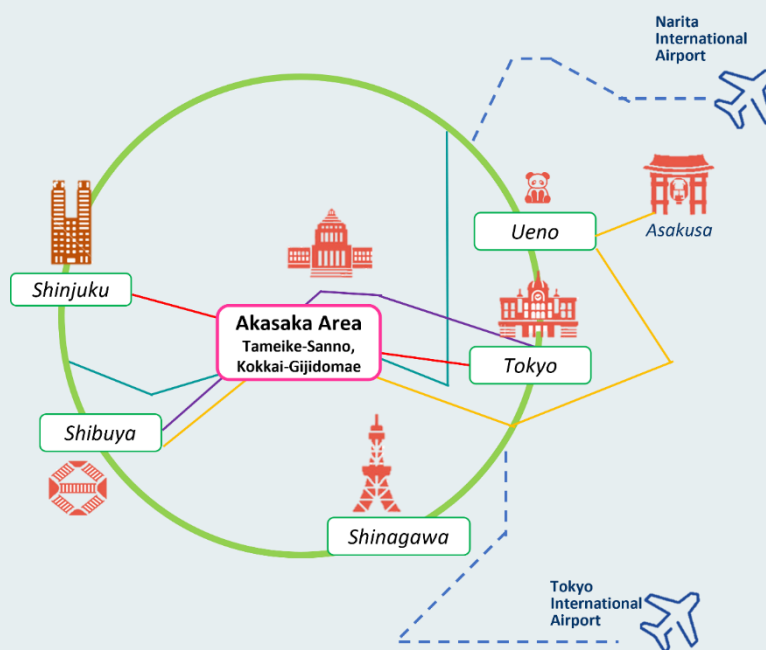 Narita
International
Airport
Ueno
Asakusa
Shinjuku
Akasaka Area
Tameike-Sanno,
Kokkai-Gijidomae
Tokyo
Shibuya
Shinagawa
Tokyo
International
Airport